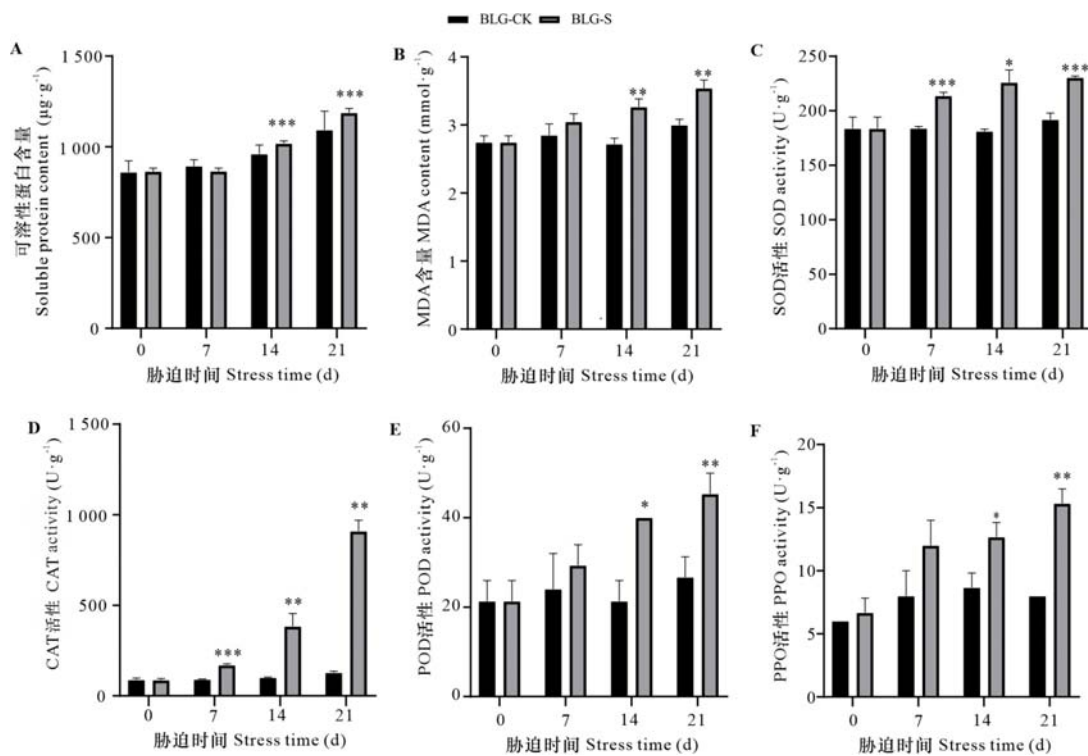 BLG-CK BLG-S
A
可溶性蛋白含量
Soluble protein content (μg·g⁻¹)
1 500
1 000
500
0
***
***
0 7 14 21
胁迫时间 Stress time (d)
B
MDA含量 MDA content (mmol·g⁻¹)
4
3
2
1
0
**
**
0 7 14 21
胁迫时间 Stress time (d)
C
SOD活性 SOD activity (U·g⁻¹)
250
200
150
100
50
0
***
*
***
0 7 14 21
胁迫时间 Stress time (d)
D
CAT活性 CAT activity (U·g⁻¹)
1 500
1 000
500
0
***
**
**
0 7 14 21
胁迫时间 Stress time (d)
E
POD活性 POD activity (U·g⁻¹)
60
40
20
0
*
**
0 7 14 21
胁迫时间 Stress time (d)
F
PPO活性 PPO activity (U·g⁻¹)
20
15
10
5
0
*
**
0 7 14 21
胁迫时间 Stress time (d)